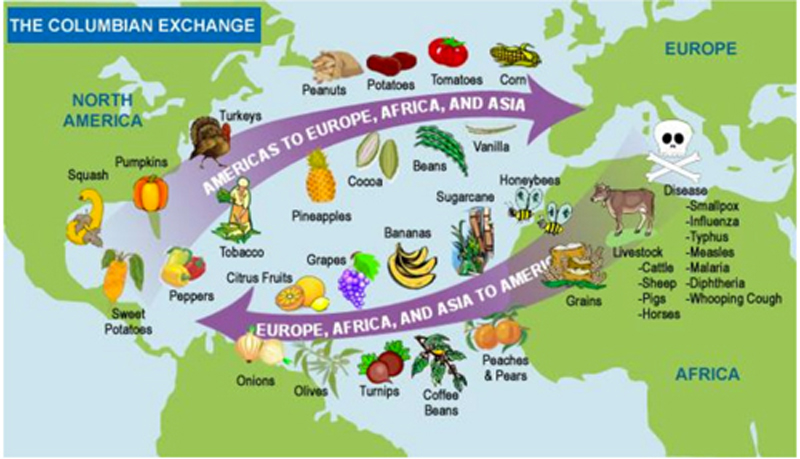 THE COLUMBIAN EXCHANGE
EUROPE
NORTH
AMERICA
Peanuts
Potatoes
Tomatoes
Corn
Turkeys
AMERICAS TO EUROPE, AFRICA, AND ASIA
Squash
Pumpkins
Pineapples
Cocoa
Beans
Vanilla
Tobacco
Sweet
Potatoes
Peppers
Disease
-Smallpox
-Influenza
-Typhus
-Measles
-Malaria
-Diphtheria
-Whooping Cough
Honeybees
Sugarcane
Bananas
Grapes
Citrus Fruits
Livestock
-Cattle
-Sheep
-Pigs
-Horses
Grains
EUROPE, AFRICA, AND ASIA TO AMERIC
Onions
Olives
Turnips
Coffee
Beans
Peaches
& Pears
AFRICA